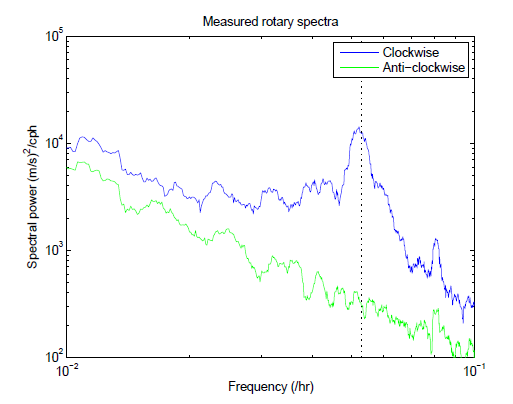 Measured rotary spectra
Clockwise
Anti-clockwise
10^5
10^4
10^3
10^2
Spectral power (m/s)^2/cph
10^-2
10^-1
Frequency (/hr)